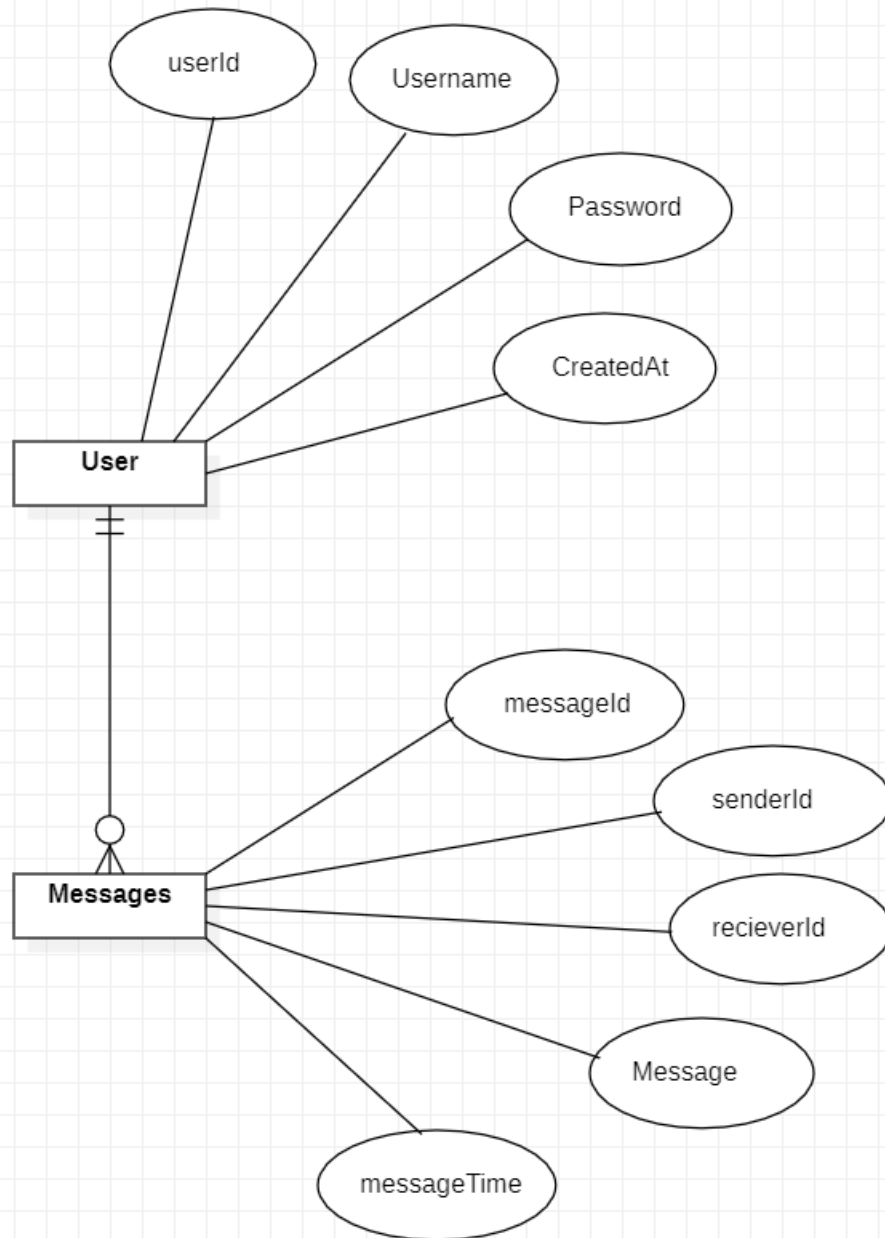 userId
Username
Password
CreatedAt
User
messageId
senderId
Messages
recieverId
Message
messageTime